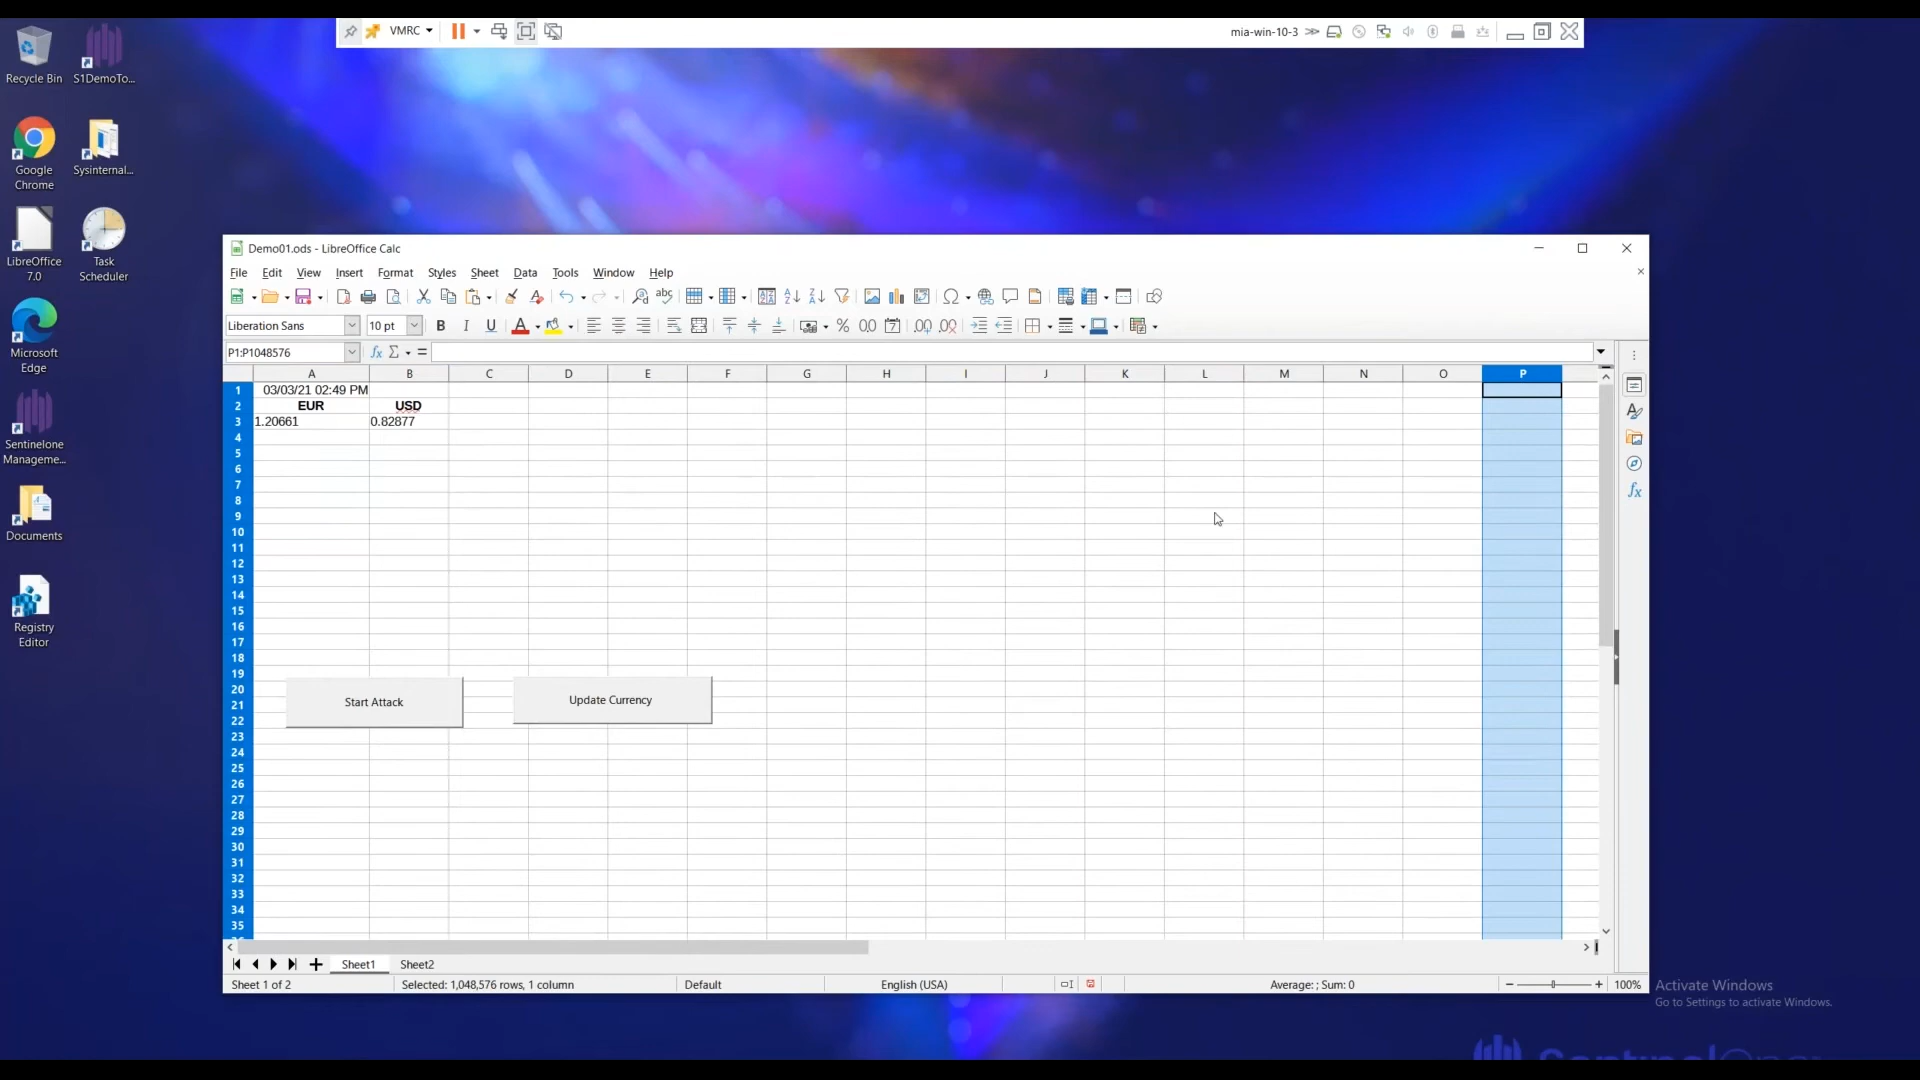 VMRC
mia-win-10-3
Recycle Bin
S1DemoTo...
Google
Chrome
Sysinternal...
LibreOffice
7.0
Task
Scheduler
Microsoft
Edge
Sentinelone
Manageme...
Documents
Registry
Editor
Demo01.ods - LibreOffice Calc
File Edit View Insert Format Styles Sheet Data Tools Window Help
Liberation Sans 10 pt B I U
P1:P1048576
A B C D E F G H I J K L M N O P
1 03/03/21 02:49 PM
2 EUR USD
3 1.20661 0.82877
4
5
6
7
8
9
10
11
12
13
14
15
16
17
18
19
20
21
22
23
24
25
26
27
28
29
30
31
32
33
34
35
Start Attack Update Currency
Sheet1 Sheet2
Sheet 1 of 2 Selected: 1,048,576 rows, 1 column Default English (USA) Average: ; Sum: 0 100%
Activate Windows
Go to Settings to activate Windows.